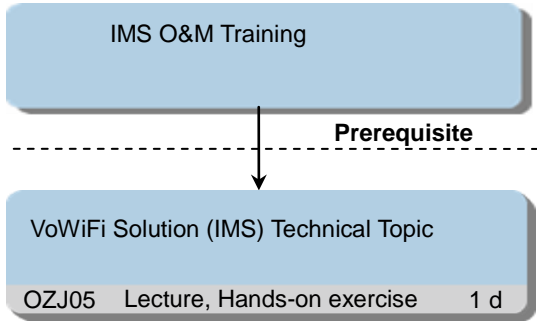 IMS O&M Training
Prerequisite
VoWiFi Solution (IMS) Technical Topic
OZJ05 Lecture, Hands-on exercise 1 d